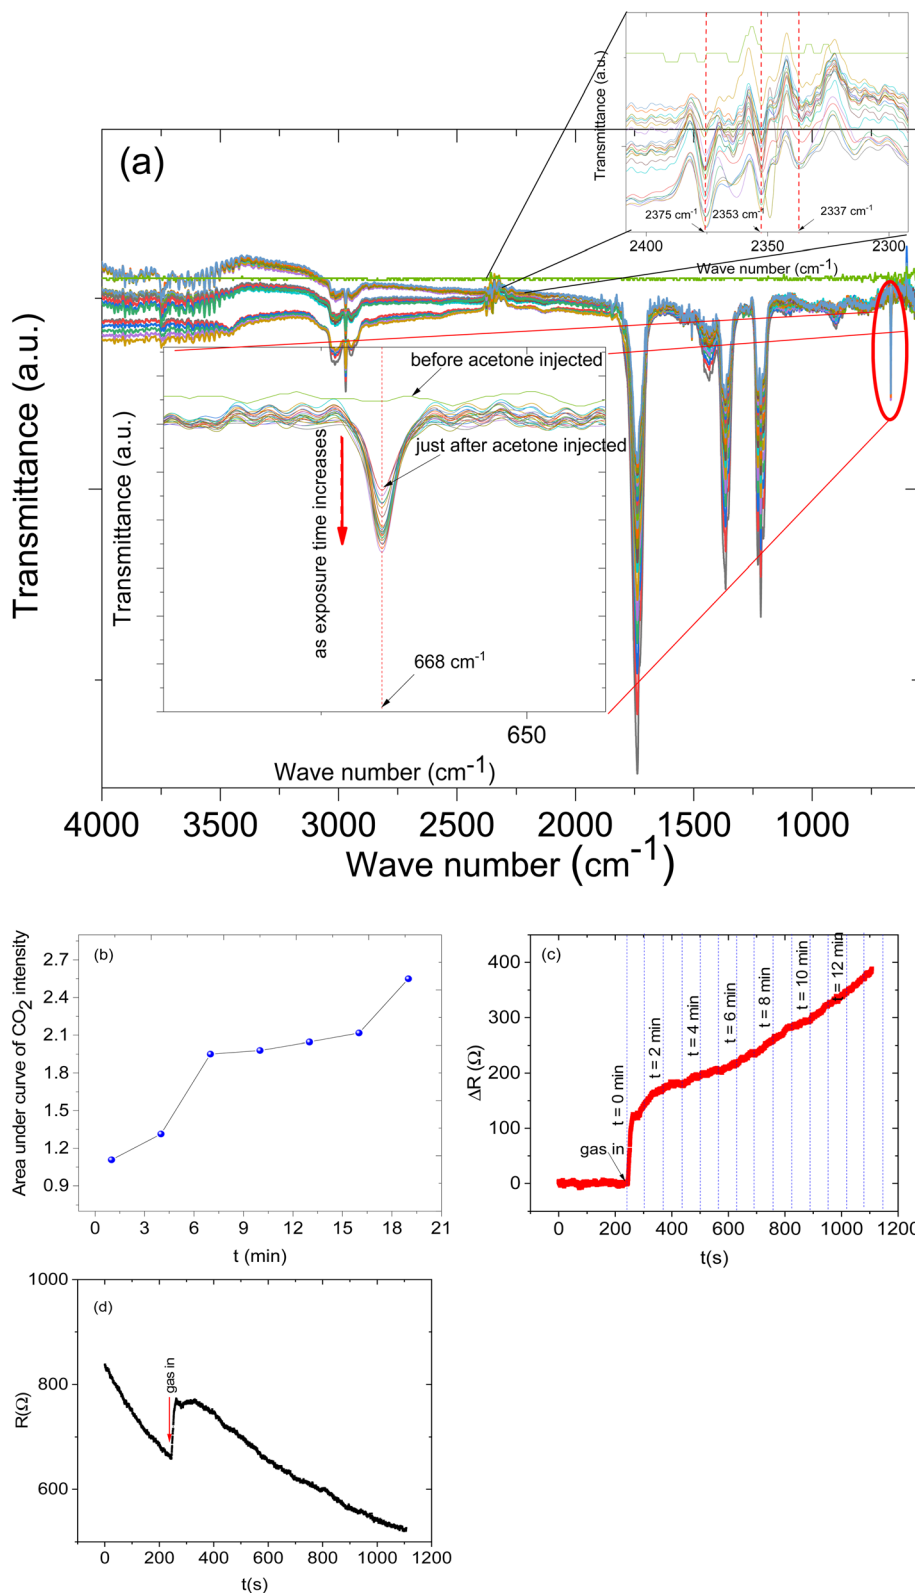 (a)
Transmittance (a.u.)
2375 cm-1
2353 cm-1
2337 cm-1
2400
2350
2300
Wave number (cm-1)
Transmittance (a.u.)
before acetone injected
just after acetone injected
as exposure time increases
Transmittance (a.u.)
668 cm-1
650
Wave number (cm-1)
4000 3500 3000 2500 2000 1500 1000
Wave number (cm-1)
(b)
Area under curve of CO2 intensity
2.7
2.4
2.1
1.8
1.5
1.2
0.9
0 3 6 9 12 15 18 21
t (min)
(c)
ΔR (Ω)
400
300
200
100
0
gas in
t = 0 min
t = 2 min
t = 4 min
t = 6 min
t = 8 min
t = 10 min
t = 12 min
0 200 400 600 800 1000 1200
t(s)
(d)
R(Ω)
1000
800
600
gas in
0 200 400 600 800 1000 1200
t(s)